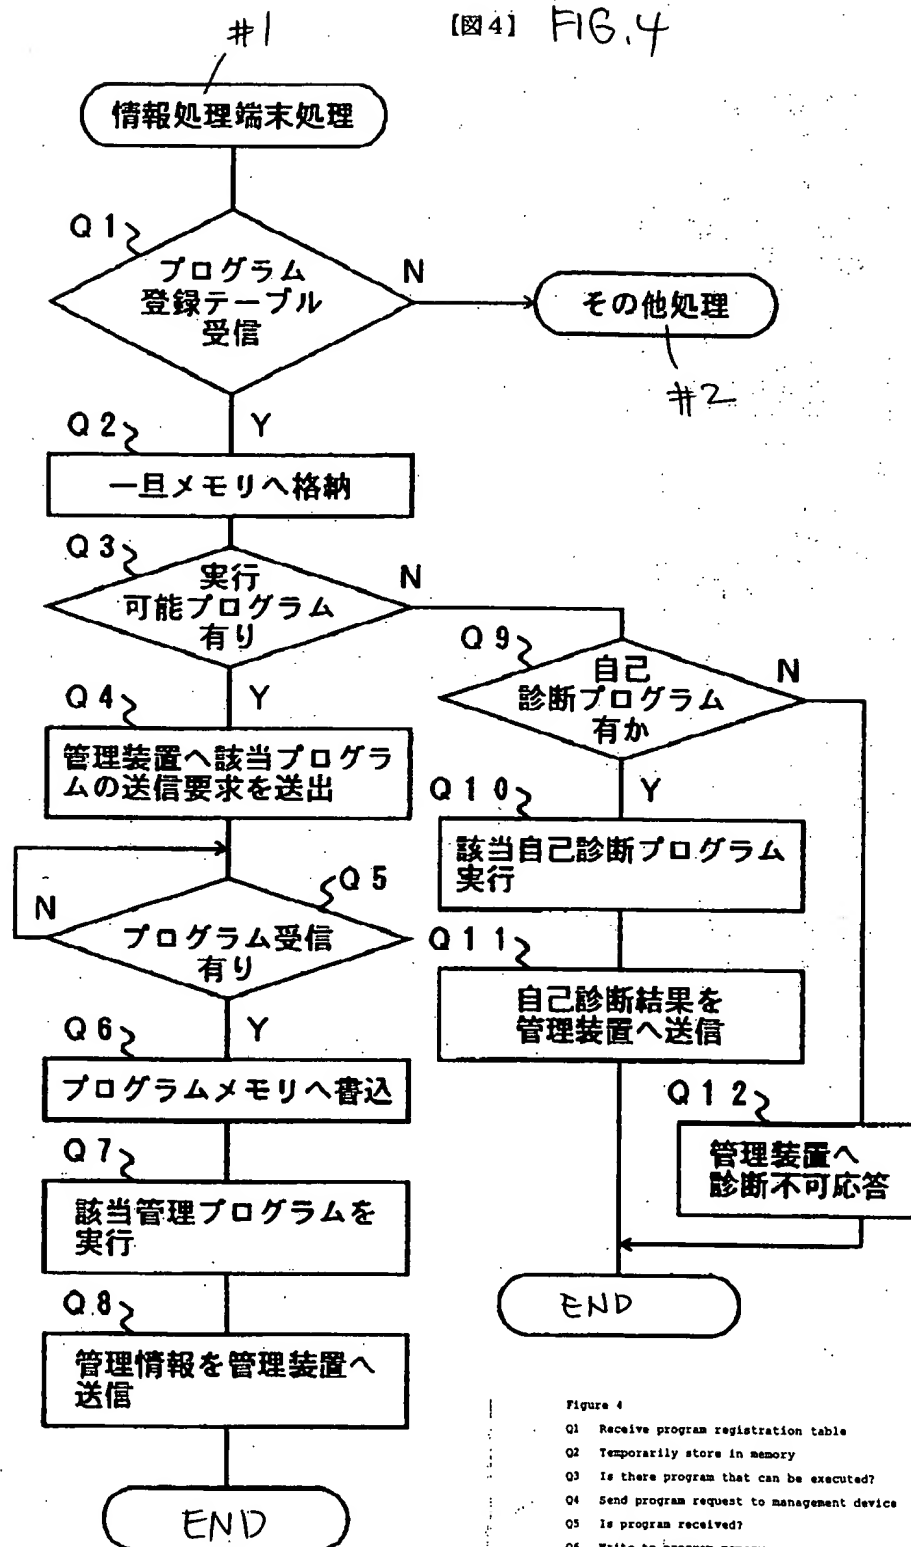 #1
【図4】 FIG.4
情報処理端末処理
Q1
プログラム
登録テーブル
受信
N
その他処理
#2
Y
Q2
一旦メモリへ格納
Q3
実行
可能プログラム
有り
N
Y
Q4
管理装置へ該当プログラ
ムの送信要求を送出
Q5
プログラム受信
有り
N
Y
Q6
プログラムメモリへ書込
Q7
該当管理プログラムを
実行
Q8
管理情報を管理装置へ
送信
END
Q9
自己
診断プログラム
有か
N
Y
Q10
該当自己診断プログラム
実行
Q11
自己診断結果を
管理装置へ送信
Q12
管理装置へ
診断不可応答
END
Figure 4
Q1 Receive program registration table
Q2 Temporarily store in memory
Q3 Is there program that can be executed?
Q4 Send program request to management device
Q5 Is program received?